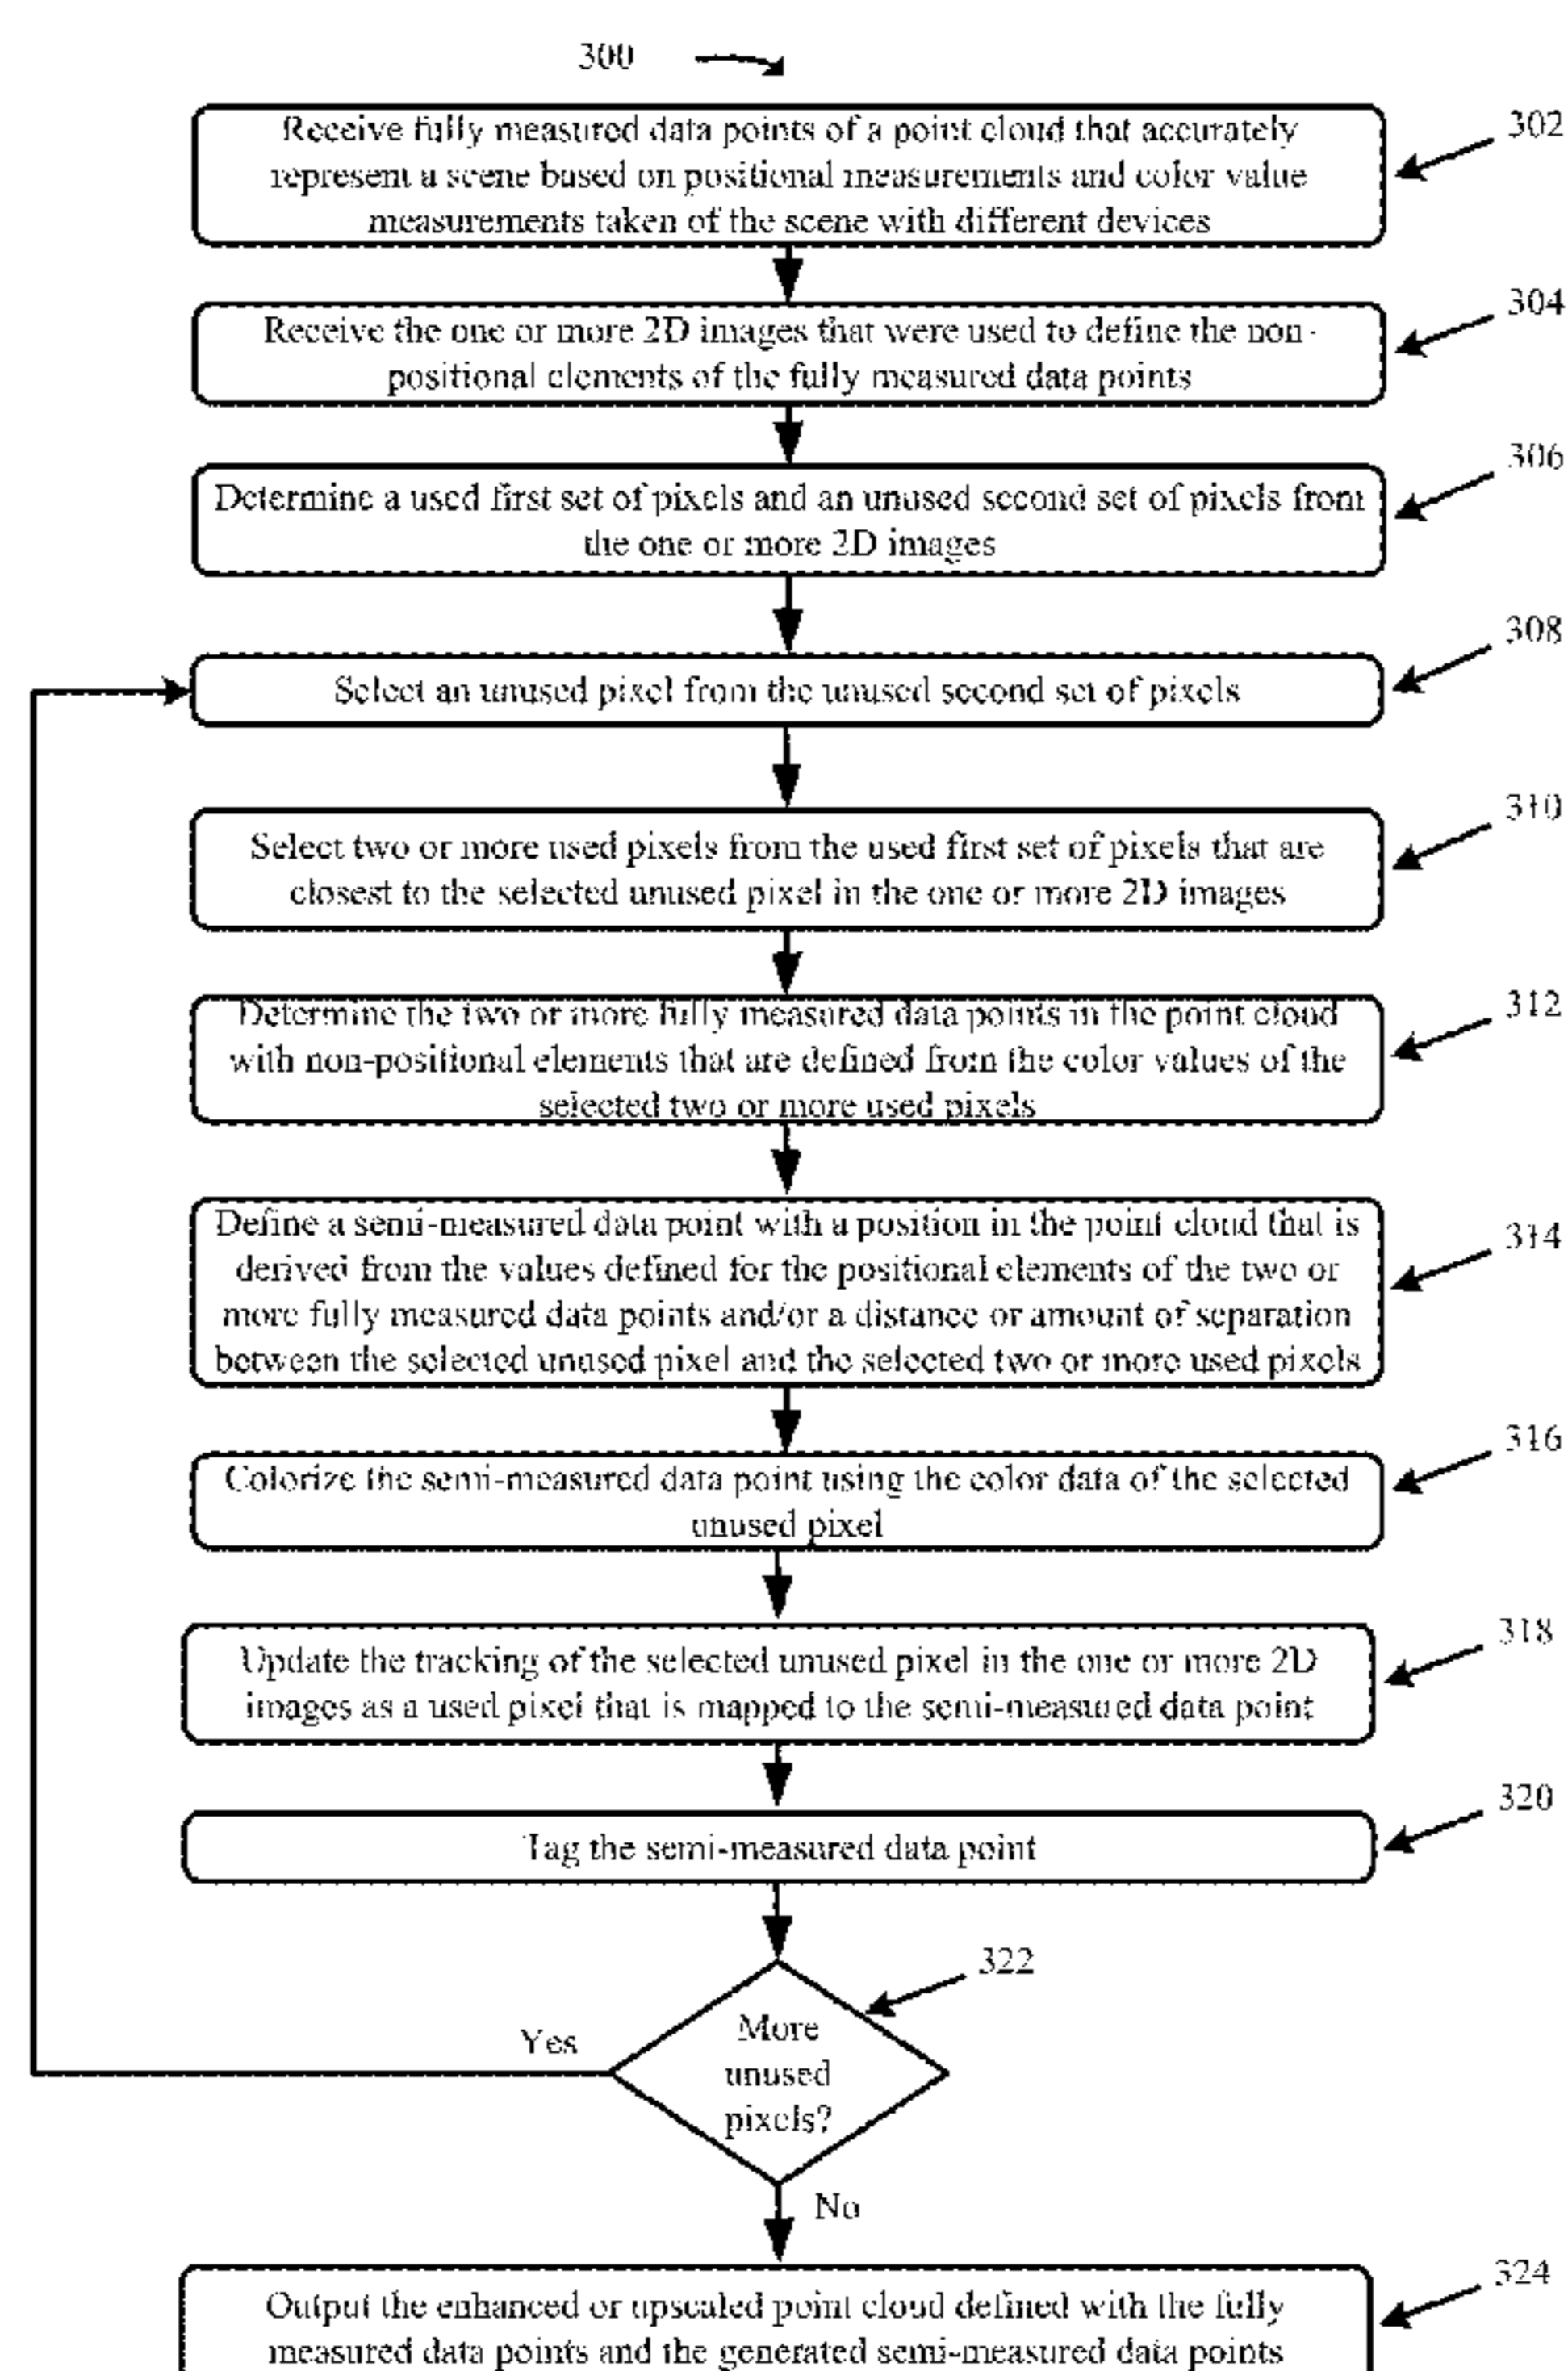 300
302
Receive fully measured data points of a point cloud that accurately
represent a scene based on positional measurements and color value
measurements taken of the scene with different devices
304
Receive the one or more 2D images that were used to define the non-
positional elements of the fully measured data points
306
Determine a used first set of pixels and an unused second set of pixels from
the one or more 2D images
308
Select an unused pixel from the unused second set of pixels
310
Select two or more used pixels from the used first set of pixels that are
closest to the selected unused pixel in the one or more 2D images
312
Determine the two or more fully measured data points in the point cloud
with non-positional elements that are defined from the color values of the
selected two or more used pixels
314
Define a semi-measured data point with a position in the point cloud that is
derived from the values defined for the positional elements of the two or
more fully measured data points and/or a distance or amount of separation
between the selected unused pixel and the selected two or more used pixels
316
Colorize the semi-measured data point using the color data of the selected
unused pixel
318
Update the tracking of the selected unused pixel in the one or more 2D
images as a used pixel that is mapped to the semi-measured data point
320
Tag the semi-measured data point
322
More
unused
pixels?
Yes
No
324
Output the enhanced or upscaled point cloud defined with the fully
measured data points and the generated semi-measured data points